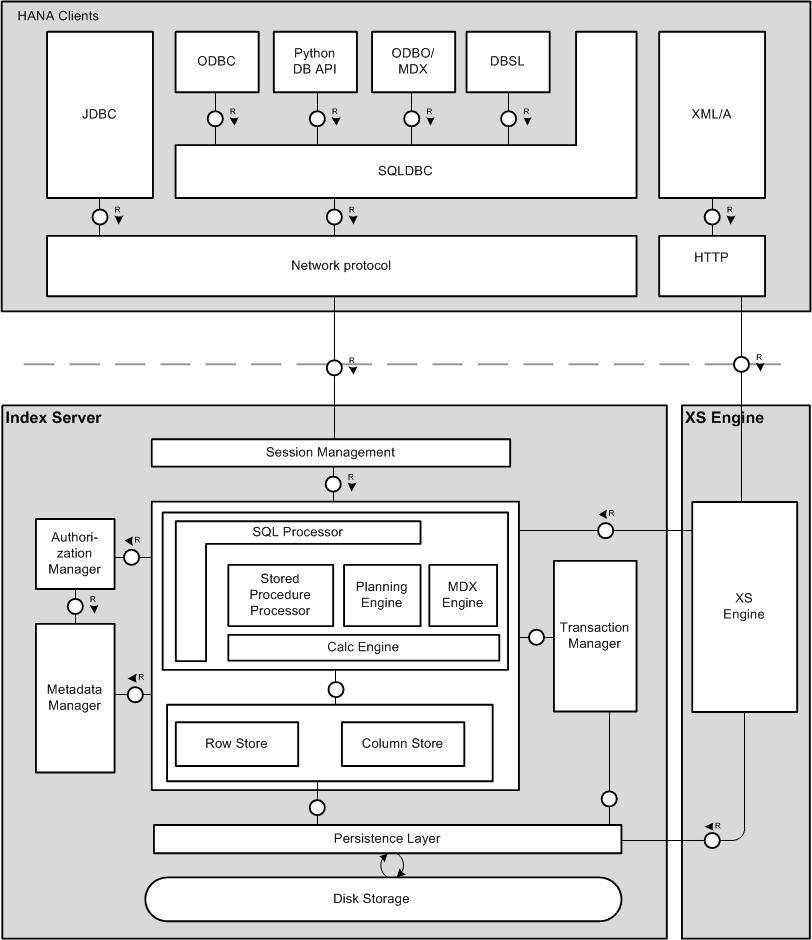 HANA Clients
JDBC
ODBC
Python
DB API
ODBO/
MDX
DBSL
XML/A
R
R
R
R
SQLDBC
R
R
R
Network protocol
HTTP
R
R
Index Server
XS Engine
Session Management
R
R
SQL Processor
Authori-
zation
Manager
R
Stored
Procedure
Processor
Planning
Engine
MDX
Engine
R
XS
Engine
Transaction
Manager
Calc Engine
Metadata
Manager
R
Row Store
Column Store
R
Persistence Layer
Disk Storage